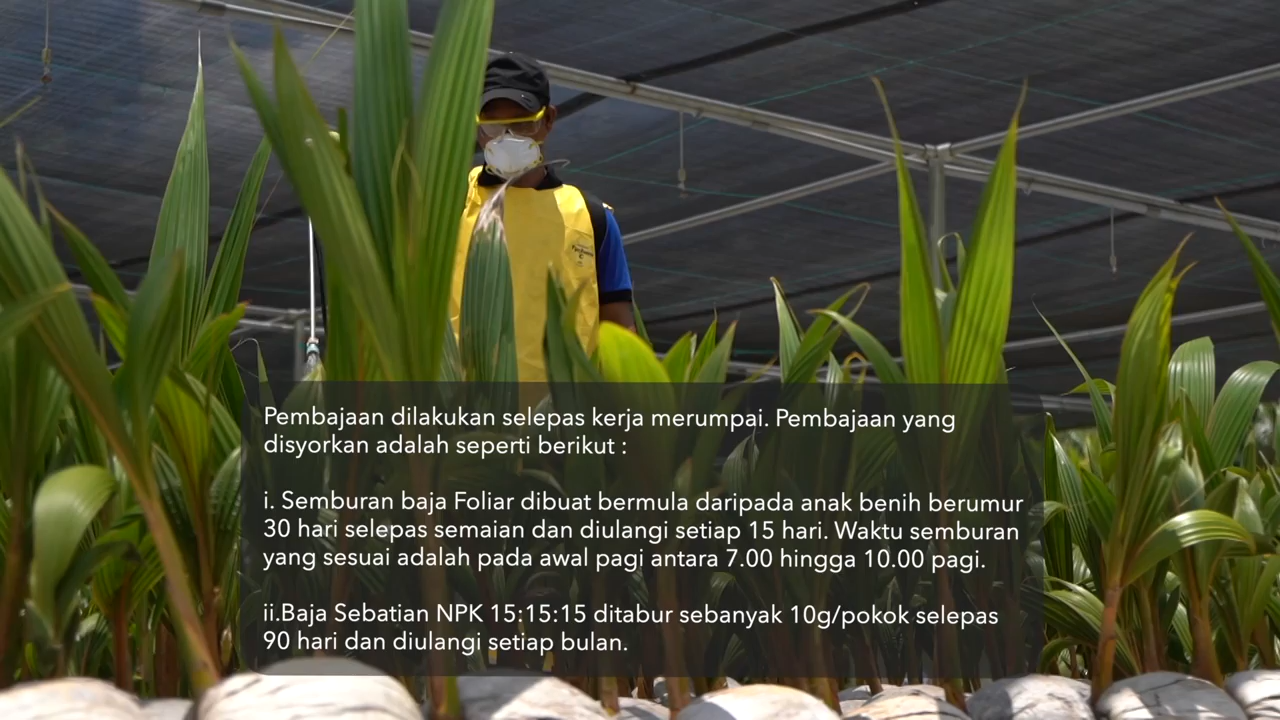 Pembajaan dilakukan selepas kerja merumpai. Pembajaan yang
disyorkan adalah seperti berikut :
i. Semburan baja Foliar dibuat bermula daripada anak benih berumur
30 hari selepas semaian dan diulangi setiap 15 hari. Waktu semburan
yang sesuai adalah pada awal pagi antara 7.00 hingga 10.00 pagi.
ii.Baja Sebatian NPK 15:15:15 ditabur sebanyak 10g/pokok selepas
90 hari dan diulangi setiap bulan.